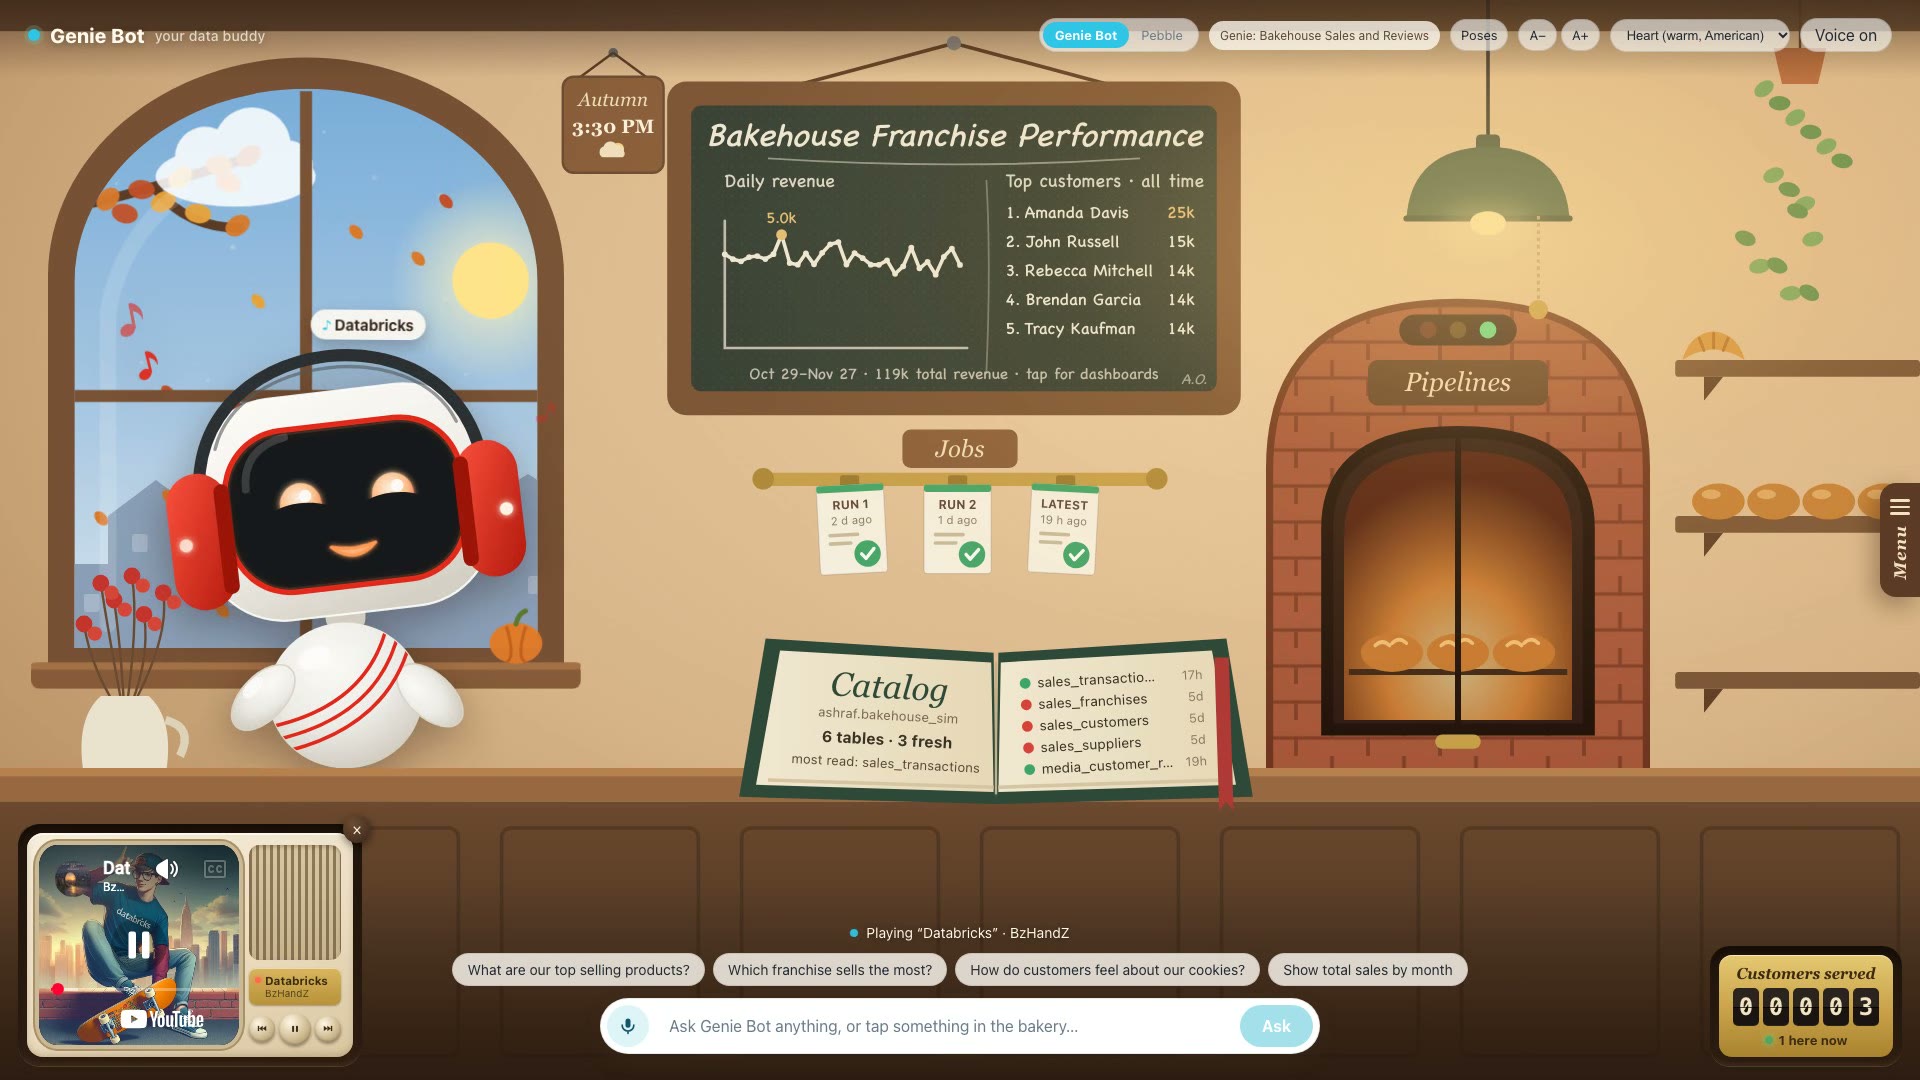 Genie Bot your data buddy
Genie Bot Pebble
Genie: Bakehouse Sales and Reviews
Poses
A–
A+
Heart (warm, American)
Voice on
Autumn
3:30 PM
Bakehouse Franchise Performance
Daily revenue
5.0k
Top customers · all time
1. Amanda Davis 25k
2. John Russell 15k
3. Rebecca Mitchell 14k
4. Brendan Garcia 14k
5. Tracy Kaufman 14k
Oct 29–Nov 27 · 119k total revenue · tap for dashboards
A.O.
♪ Databricks
Pipelines
Jobs
RUN 1
2 d ago
RUN 2
1 d ago
LATEST
19 h ago
Menu
Catalog
ashraf.bakehouse_sim
6 tables · 3 fresh
most read: sales_transactions
sales_transactio... 17h
sales_franchises 5d
sales_customers 5d
sales_suppliers 5d
media_customer_r... 19h
×
Dat
Bz...
CC
databricks
YouTube
Databricks
BzHandZ
Playing “Databricks” · BzHandZ
What are our top selling products?
Which franchise sells the most?
How do customers feel about our cookies?
Show total sales by month
Ask Genie Bot anything, or tap something in the bakery...
Ask
Customers served
0 0 0 0 3
1 here now